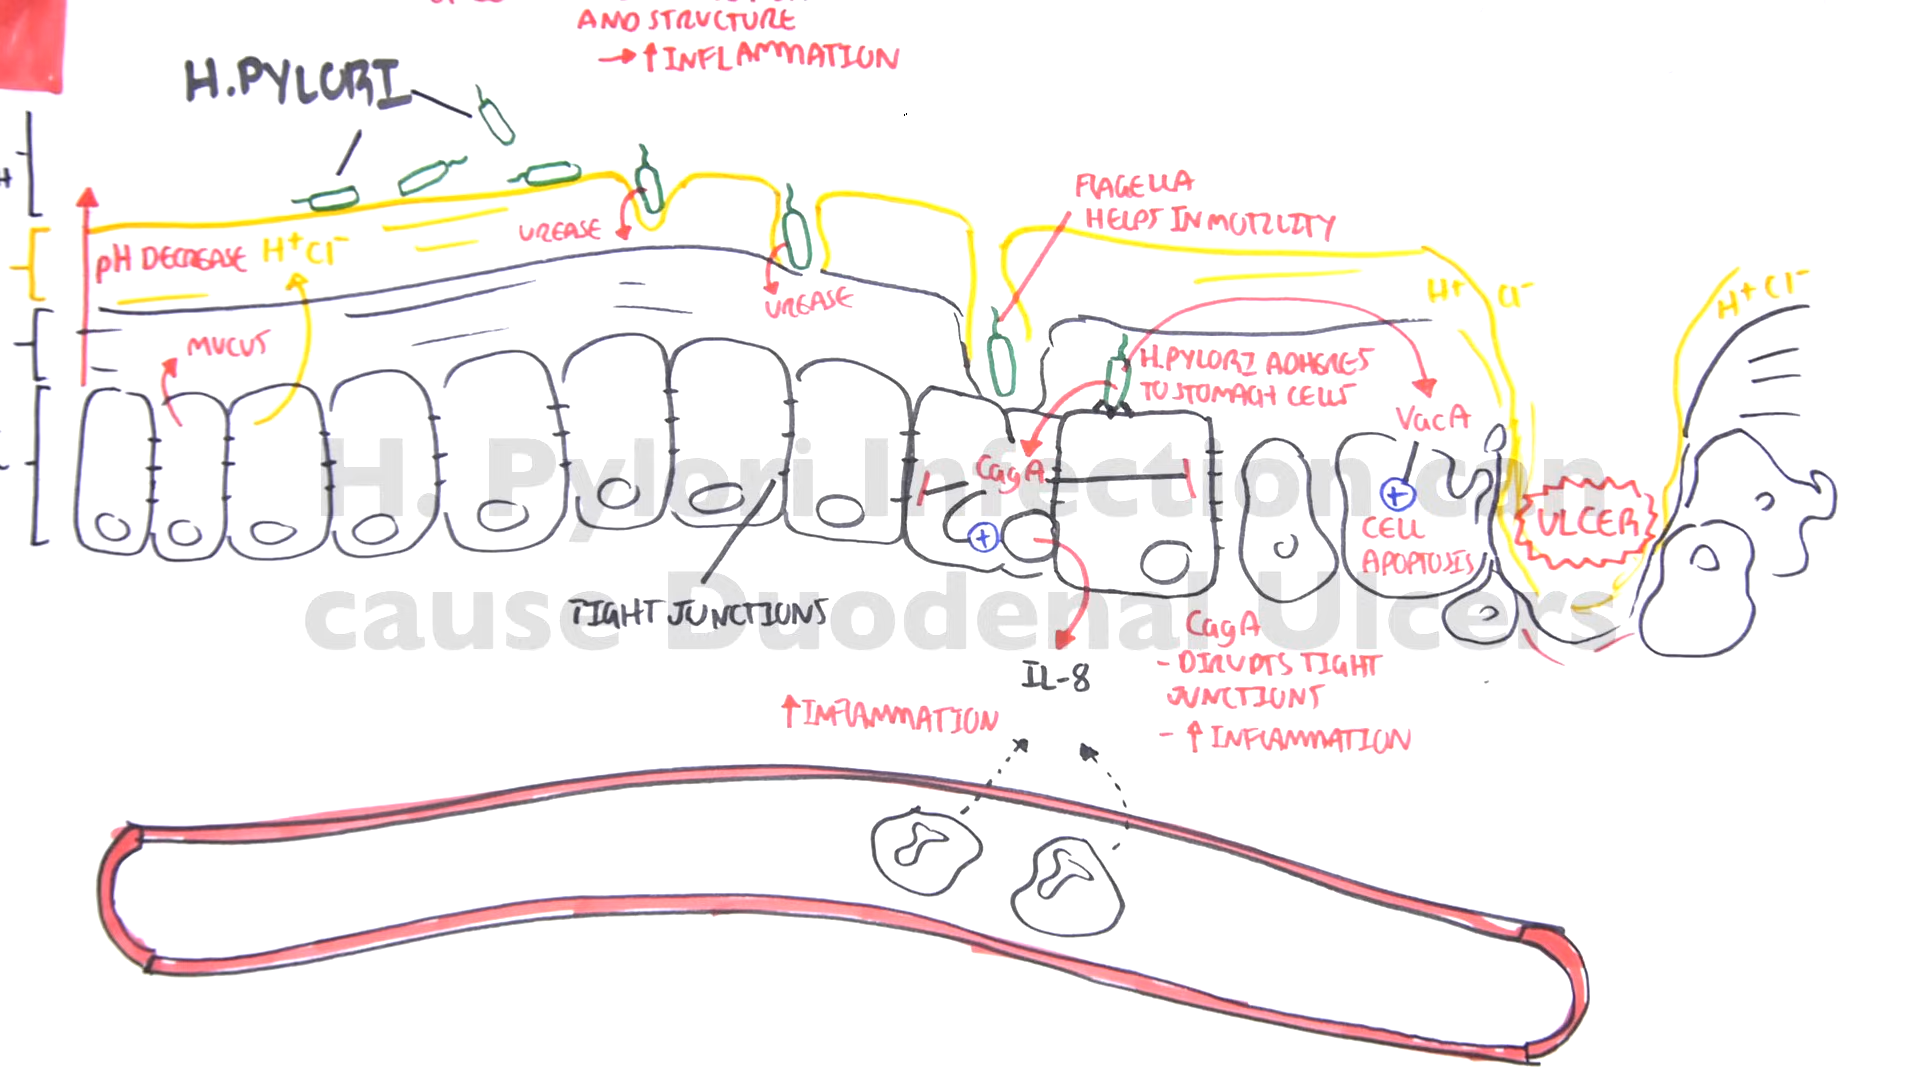 AND STRUCTURE
→ ↑ INFLAMMATION
H.PYLORI
FLAGELLA
HELPS IN MOTILITY
UREASE
pH DECREASE H+ Cl-
UREASE
H+ Cl-
H+ Cl-
MUCUS
H.PYLORI ADHERES
TO STOMACH CELLS
VacA
CagA
H. Pylori Infection can
cause Duodenal Ulcers
+
CELL
APOPTOSIS
ULCER
+
TIGHT JUNCTIONS
IL-8
CagA
- DIRUPTS TIGHT
JUNCTIONS
- ↑ INFLAMMATION
↑ INFLAMMATION